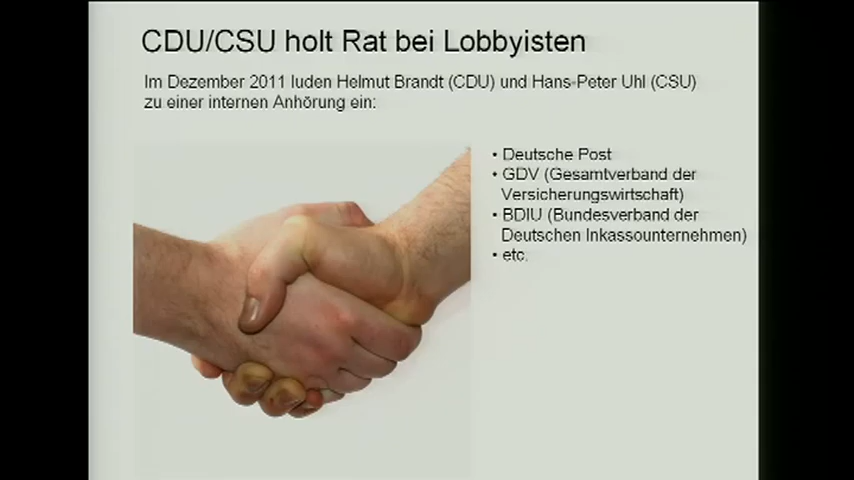 CDU/CSU holt Rat bei Lobbyisten
Im Dezember 2011 luden Helmut Brandt (CDU) und Hans-Peter Uhl (CSU)
zu einer internen Anhörung ein:
• Deutsche Post
• GDV (Gesamtverband der
Versicherungswirtschaft)
• BDIU (Bundesverband der
Deutschen Inkassounternehmen)
• etc.